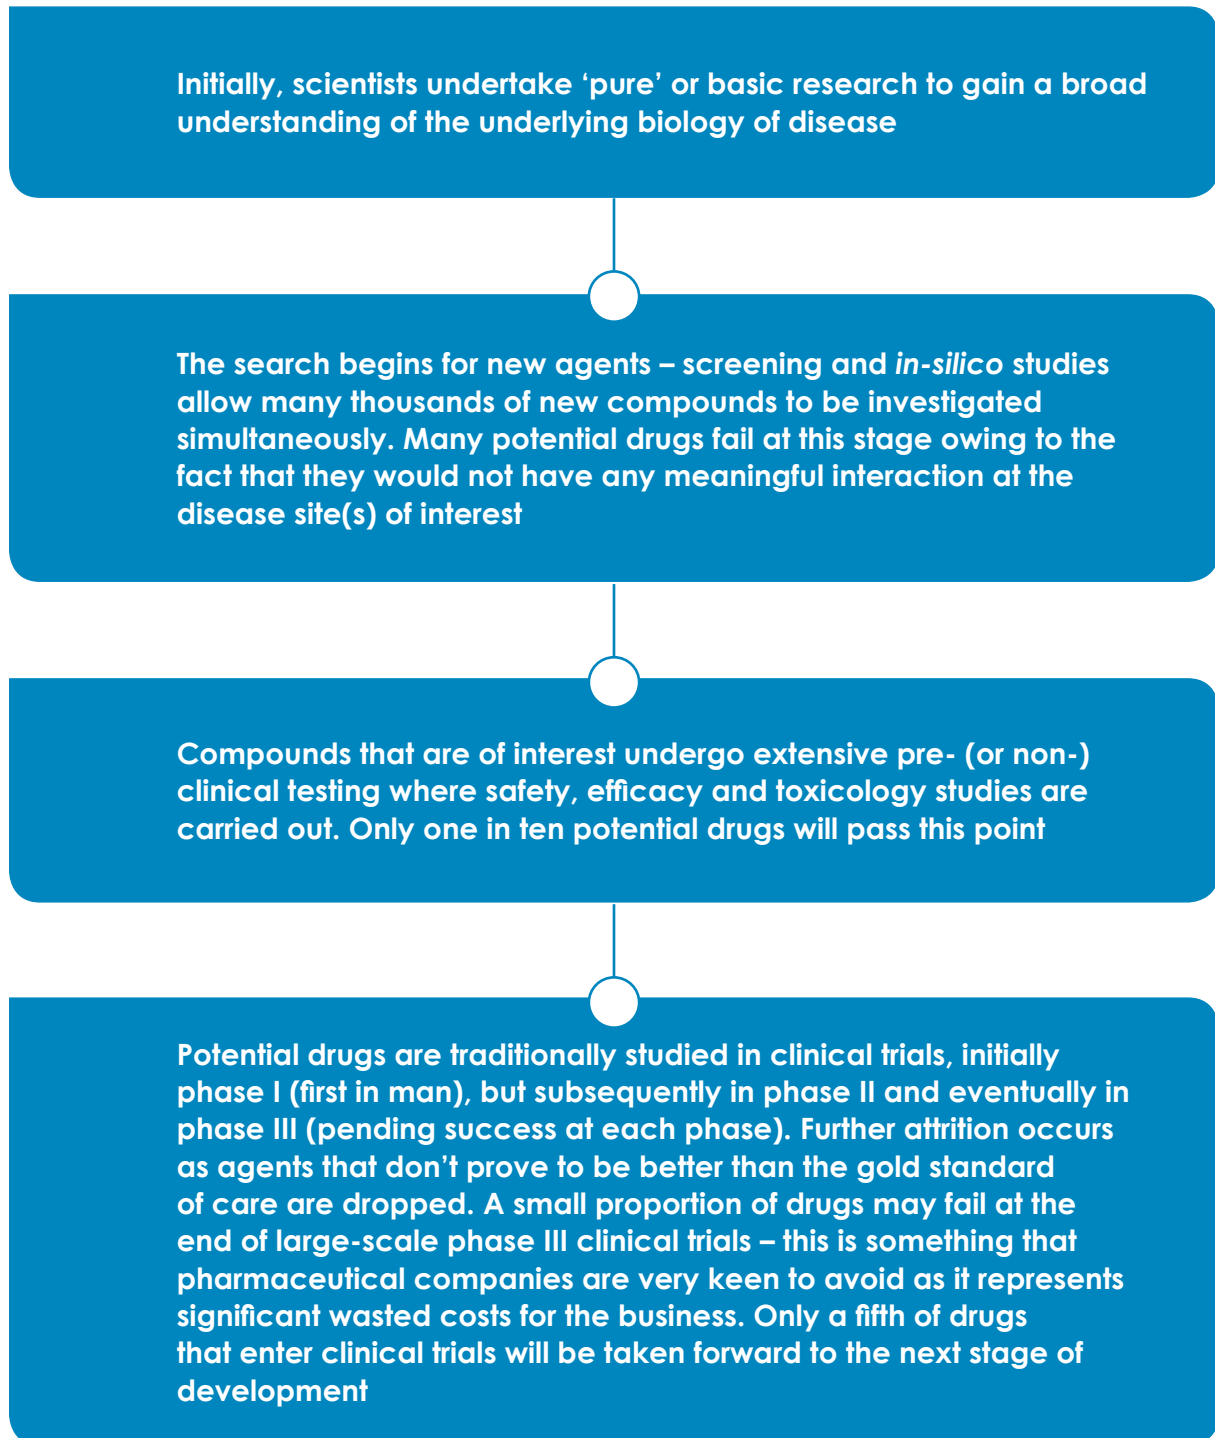 Initially, scientists undertake ‘pure’ or basic research to gain a broad
understanding of the underlying biology of disease
The search begins for new agents – screening and in-silico studies
allow many thousands of new compounds to be investigated
simultaneously. Many potential drugs fail at this stage owing to the
fact that they would not have any meaningful interaction at the
disease site(s) of interest
Compounds that are of interest undergo extensive pre- (or non-)
clinical testing where safety, efficacy and toxicology studies are
carried out. Only one in ten potential drugs will pass this point
Potential drugs are traditionally studied in clinical trials, initially
phase I (first in man), but subsequently in phase II and eventually in
phase III (pending success at each phase). Further attrition occurs
as agents that don’t prove to be better than the gold standard
of care are dropped. A small proportion of drugs may fail at the
end of large-scale phase III clinical trials – this is something that
pharmaceutical companies are very keen to avoid as it represents
significant wasted costs for the business. Only a fifth of drugs
that enter clinical trials will be taken forward to the next stage of
development